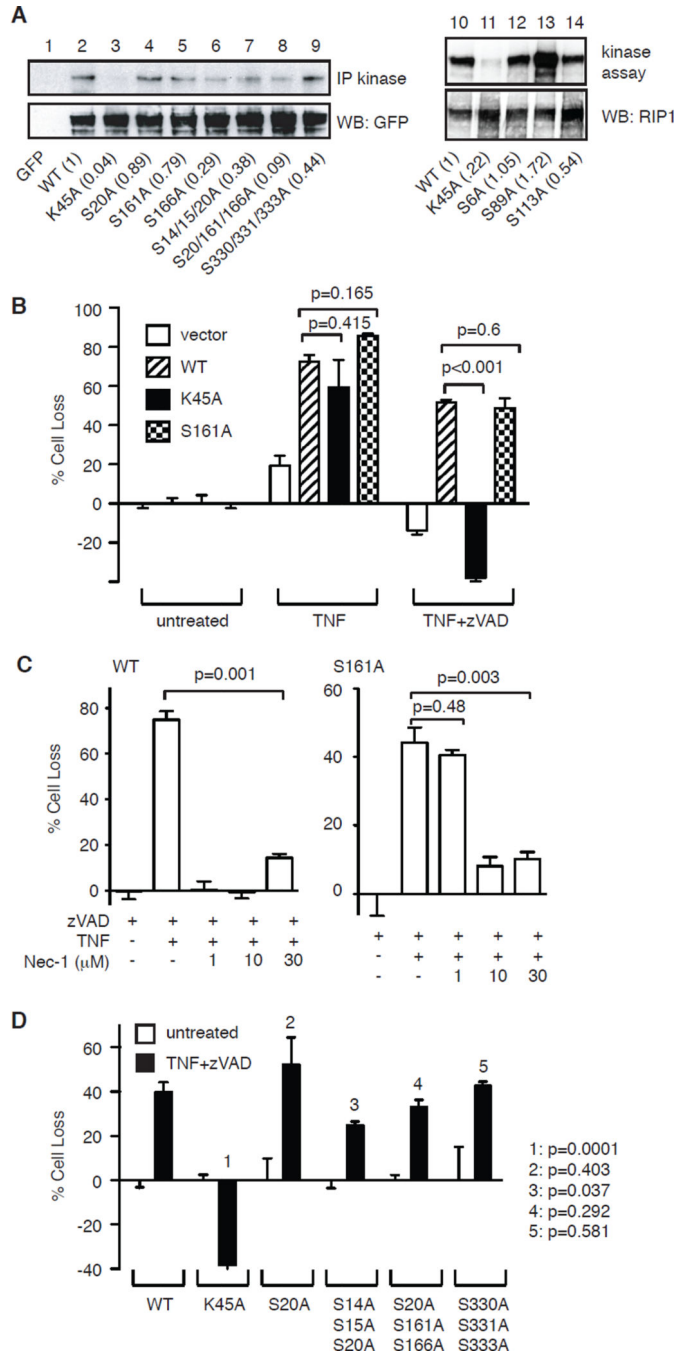 A
1 2 3 4 5 6 7 8 9
IP kinase
WB: GFP
GFP
WT (1)
K45A (0.04)
S20A (0.89)
S161A (0.79)
S166A (0.29)
S14/15/20A (0.38)
S20/161/166A (0.09)
S330/331/333A (0.44)
10 11 12 13 14
kinase
assay
WB: RIP1
WT (1)
K45A (.22)
S6A (1.05)
S89A (1.72)
S113A (0.54)
B
% Cell Loss
100
80
60
40
20
0
-20
vector
WT
K45A
S161A
p=0.165
p=0.415
p=0.6
p<0.001
untreated
TNF
TNF+zVAD
C
WT
% Cell Loss
80
60
40
20
0
p=0.001
zVAD + + + + +
TNF - + + + +
Nec-1 (μM) - - 1 10 30
S161A
% Cell Loss
60
40
20
0
p=0.003
p=0.48
+ + + + +
- + + + +
- - 1 10 30
D
% Cell Loss
60
40
20
0
-20
-40
untreated
TNF+zVAD
1
2
3
4
5
1: p=0.0001
2: p=0.403
3: p=0.037
4: p=0.292
5: p=0.581
WT
K45A
S20A
S14A
S15A
S20A
S20A
S161A
S166A
S330A
S331A
S333A